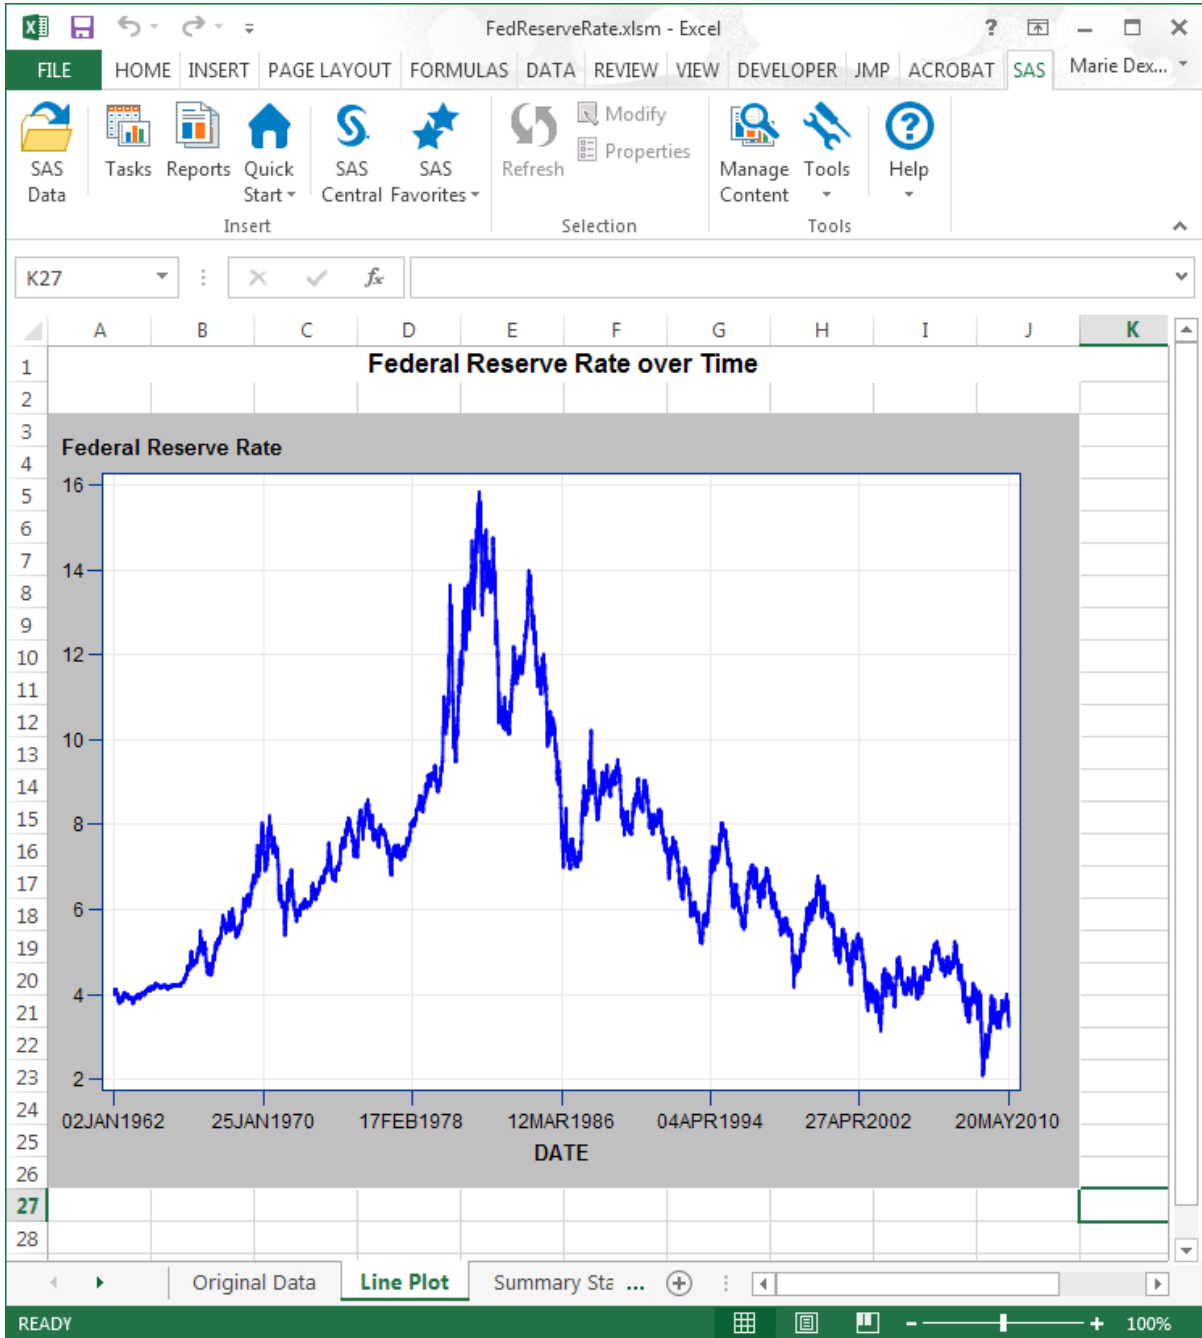 FedReserveRate.xlsm - Excel
?
FILE HOME INSERT PAGE LAYOUT FORMULAS DATA REVIEW VIEW DEVELOPER JMP ACROBAT SAS Marie Dex...
SAS Data
Tasks
Reports
Quick Start
SAS Central
SAS Favorites
Refresh
Modify
Properties
Manage Content
Tools
Help
Insert Selection Tools
K27 fx
A B C D E F G H I J K
1 Federal Reserve Rate over Time
2
3
Federal Reserve Rate
4
16
5
6
14
7
8
9
12
10
11
12
10
13
14
8
15
16
17
6
18
19
4
20
21
22
2
23
24
02JAN1962 25JAN1970 17FEB1978 12MAR1986 04APR1994 27APR2002 20MAY2010
25
DATE
26
27
28
Original Data Line Plot Summary Sta ...
READY 100%